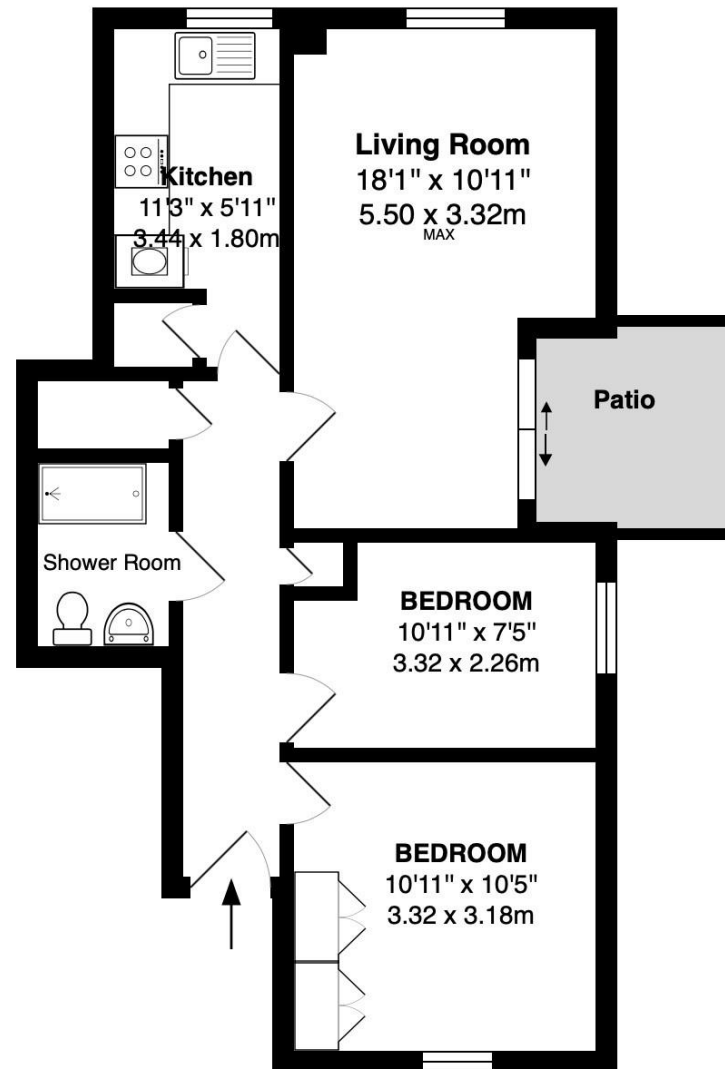 Kitchen
11'3" x 5'11"
3.44 x 1.80m
Living Room
18'1" x 10'11"
5.50 x 3.32m
MAX
Patio
Shower Room
BEDROOM
10'11" x 7'5"
3.32 x 2.26m
BEDROOM
10'11" x 10'5"
3.32 x 3.18m